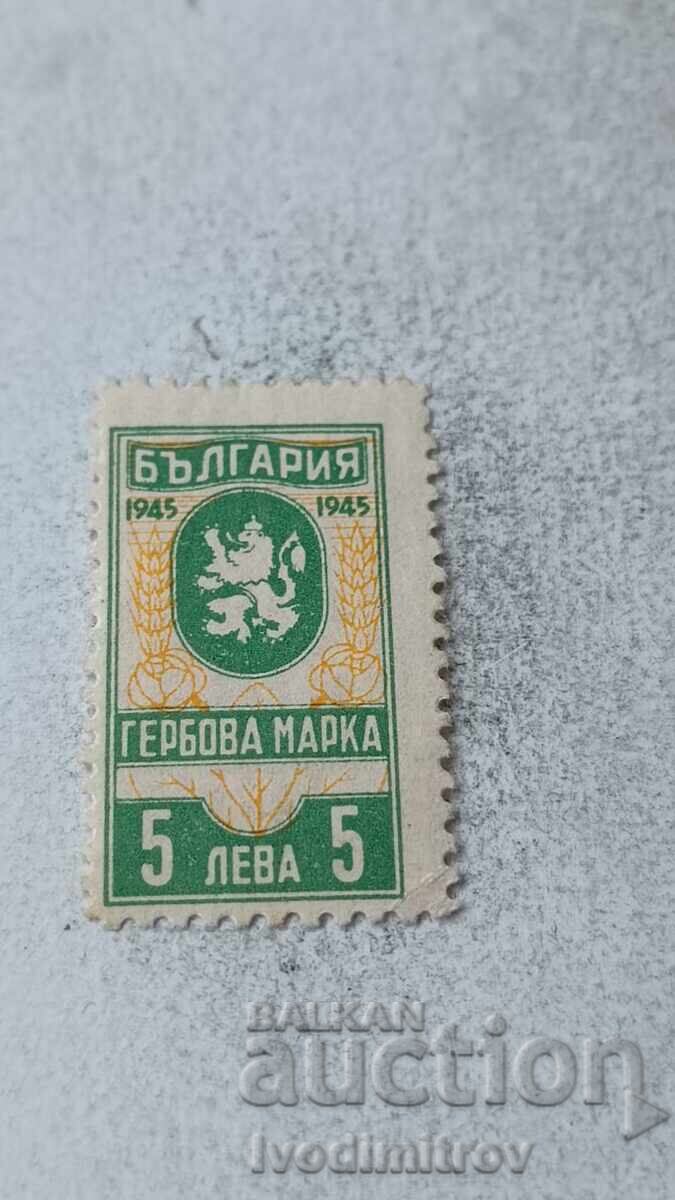 БЪЛГАРИЯ
1945 1945
ГЕРБОВА МАРКА
5 ЛЕВА 5
BALKAN
auction
Ivodimitrov